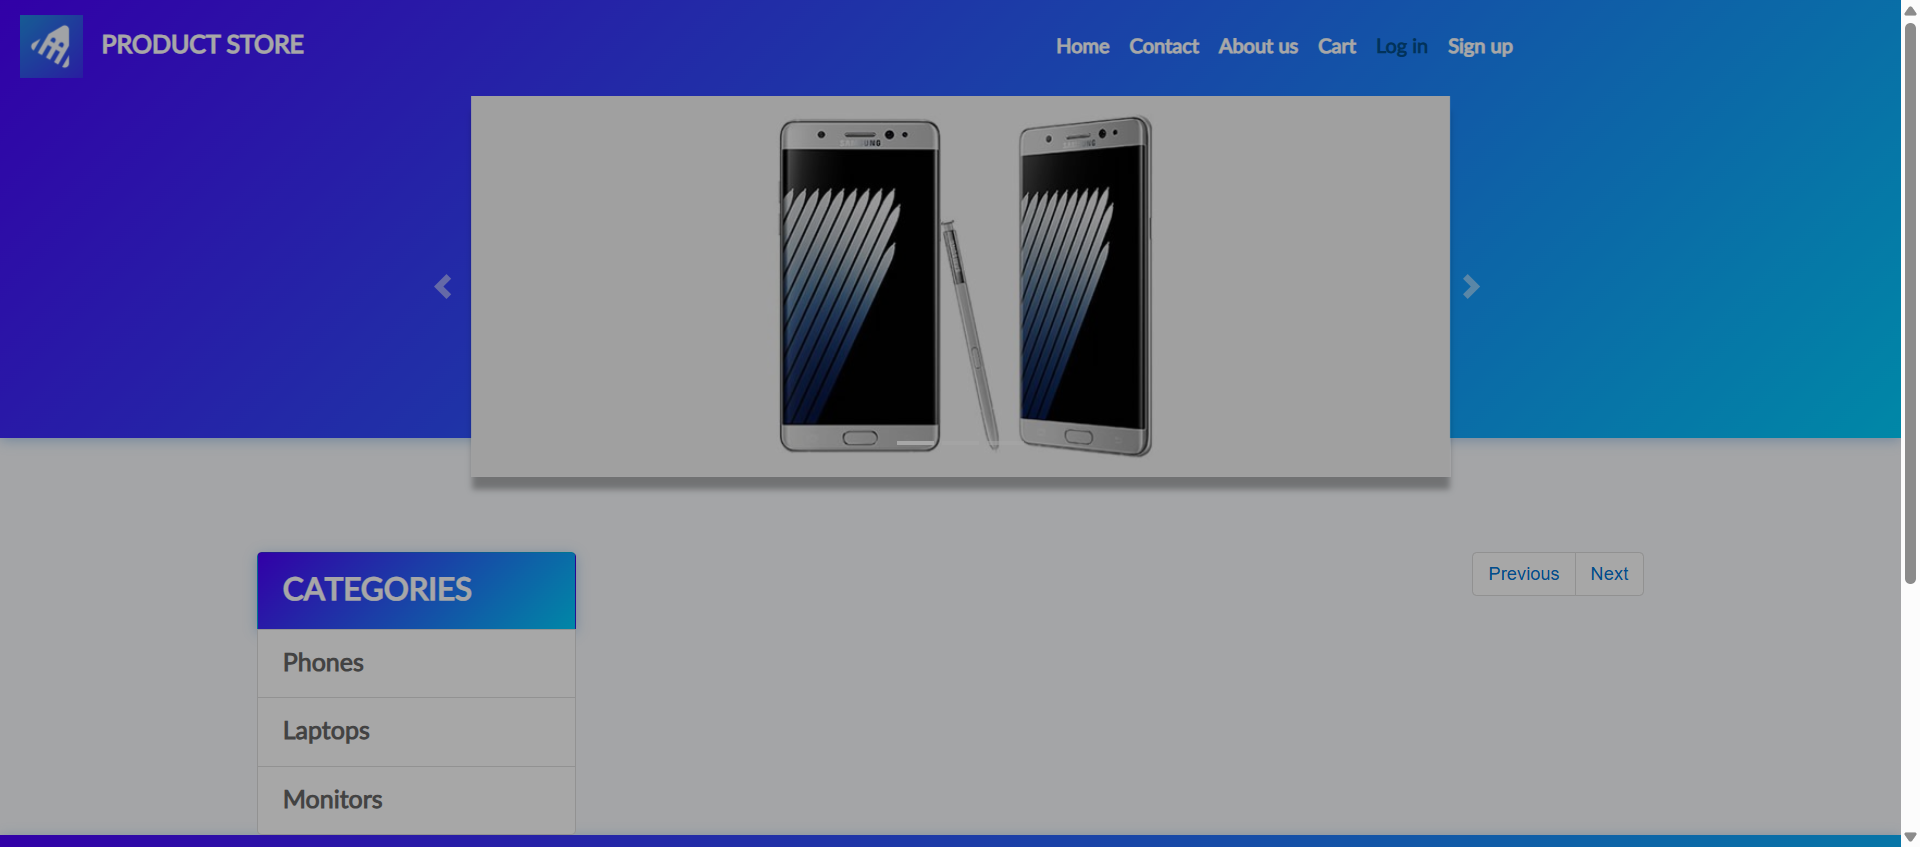 PRODUCT STORE
Home Contact About us Cart Log in Sign up
SAMSUNG
CATEGORIES
Previous Next
Phones
Laptops
Monitors